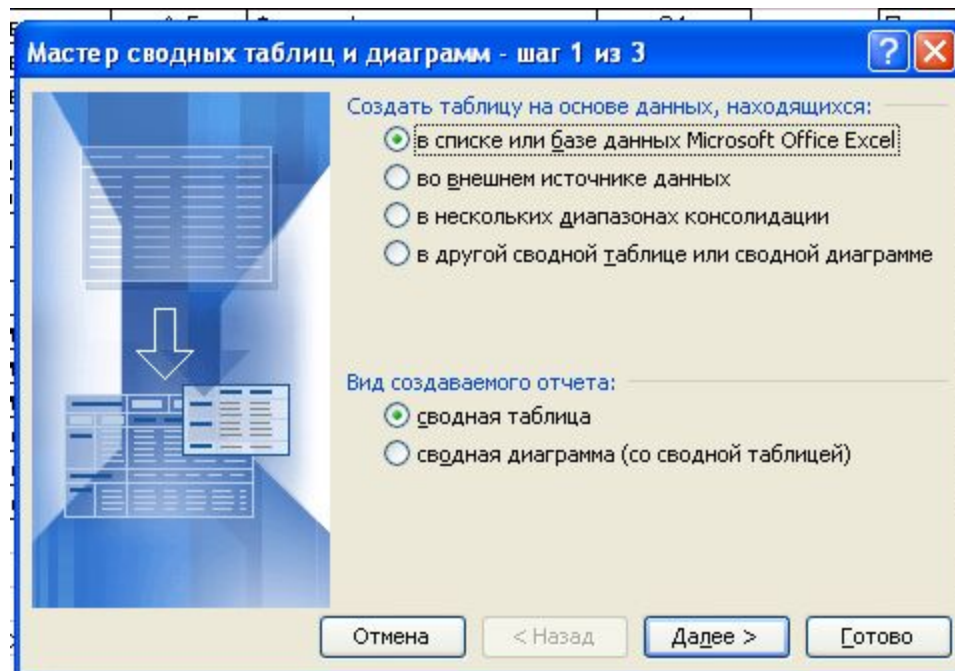 Мастер сводных таблиц и диаграмм - шаг 1 из 3
Создать таблицу на основе данных, находящихся:
в списке или базе данных Microsoft Office Excel
во внешнем источнике данных
в нескольких диапазонах консолидации
в другой сводной таблице или сводной диаграмме
Вид создаваемого отчета:
сводная таблица
сводная диаграмма (со сводной таблицей)
Отмена < Назад Далее > Готово